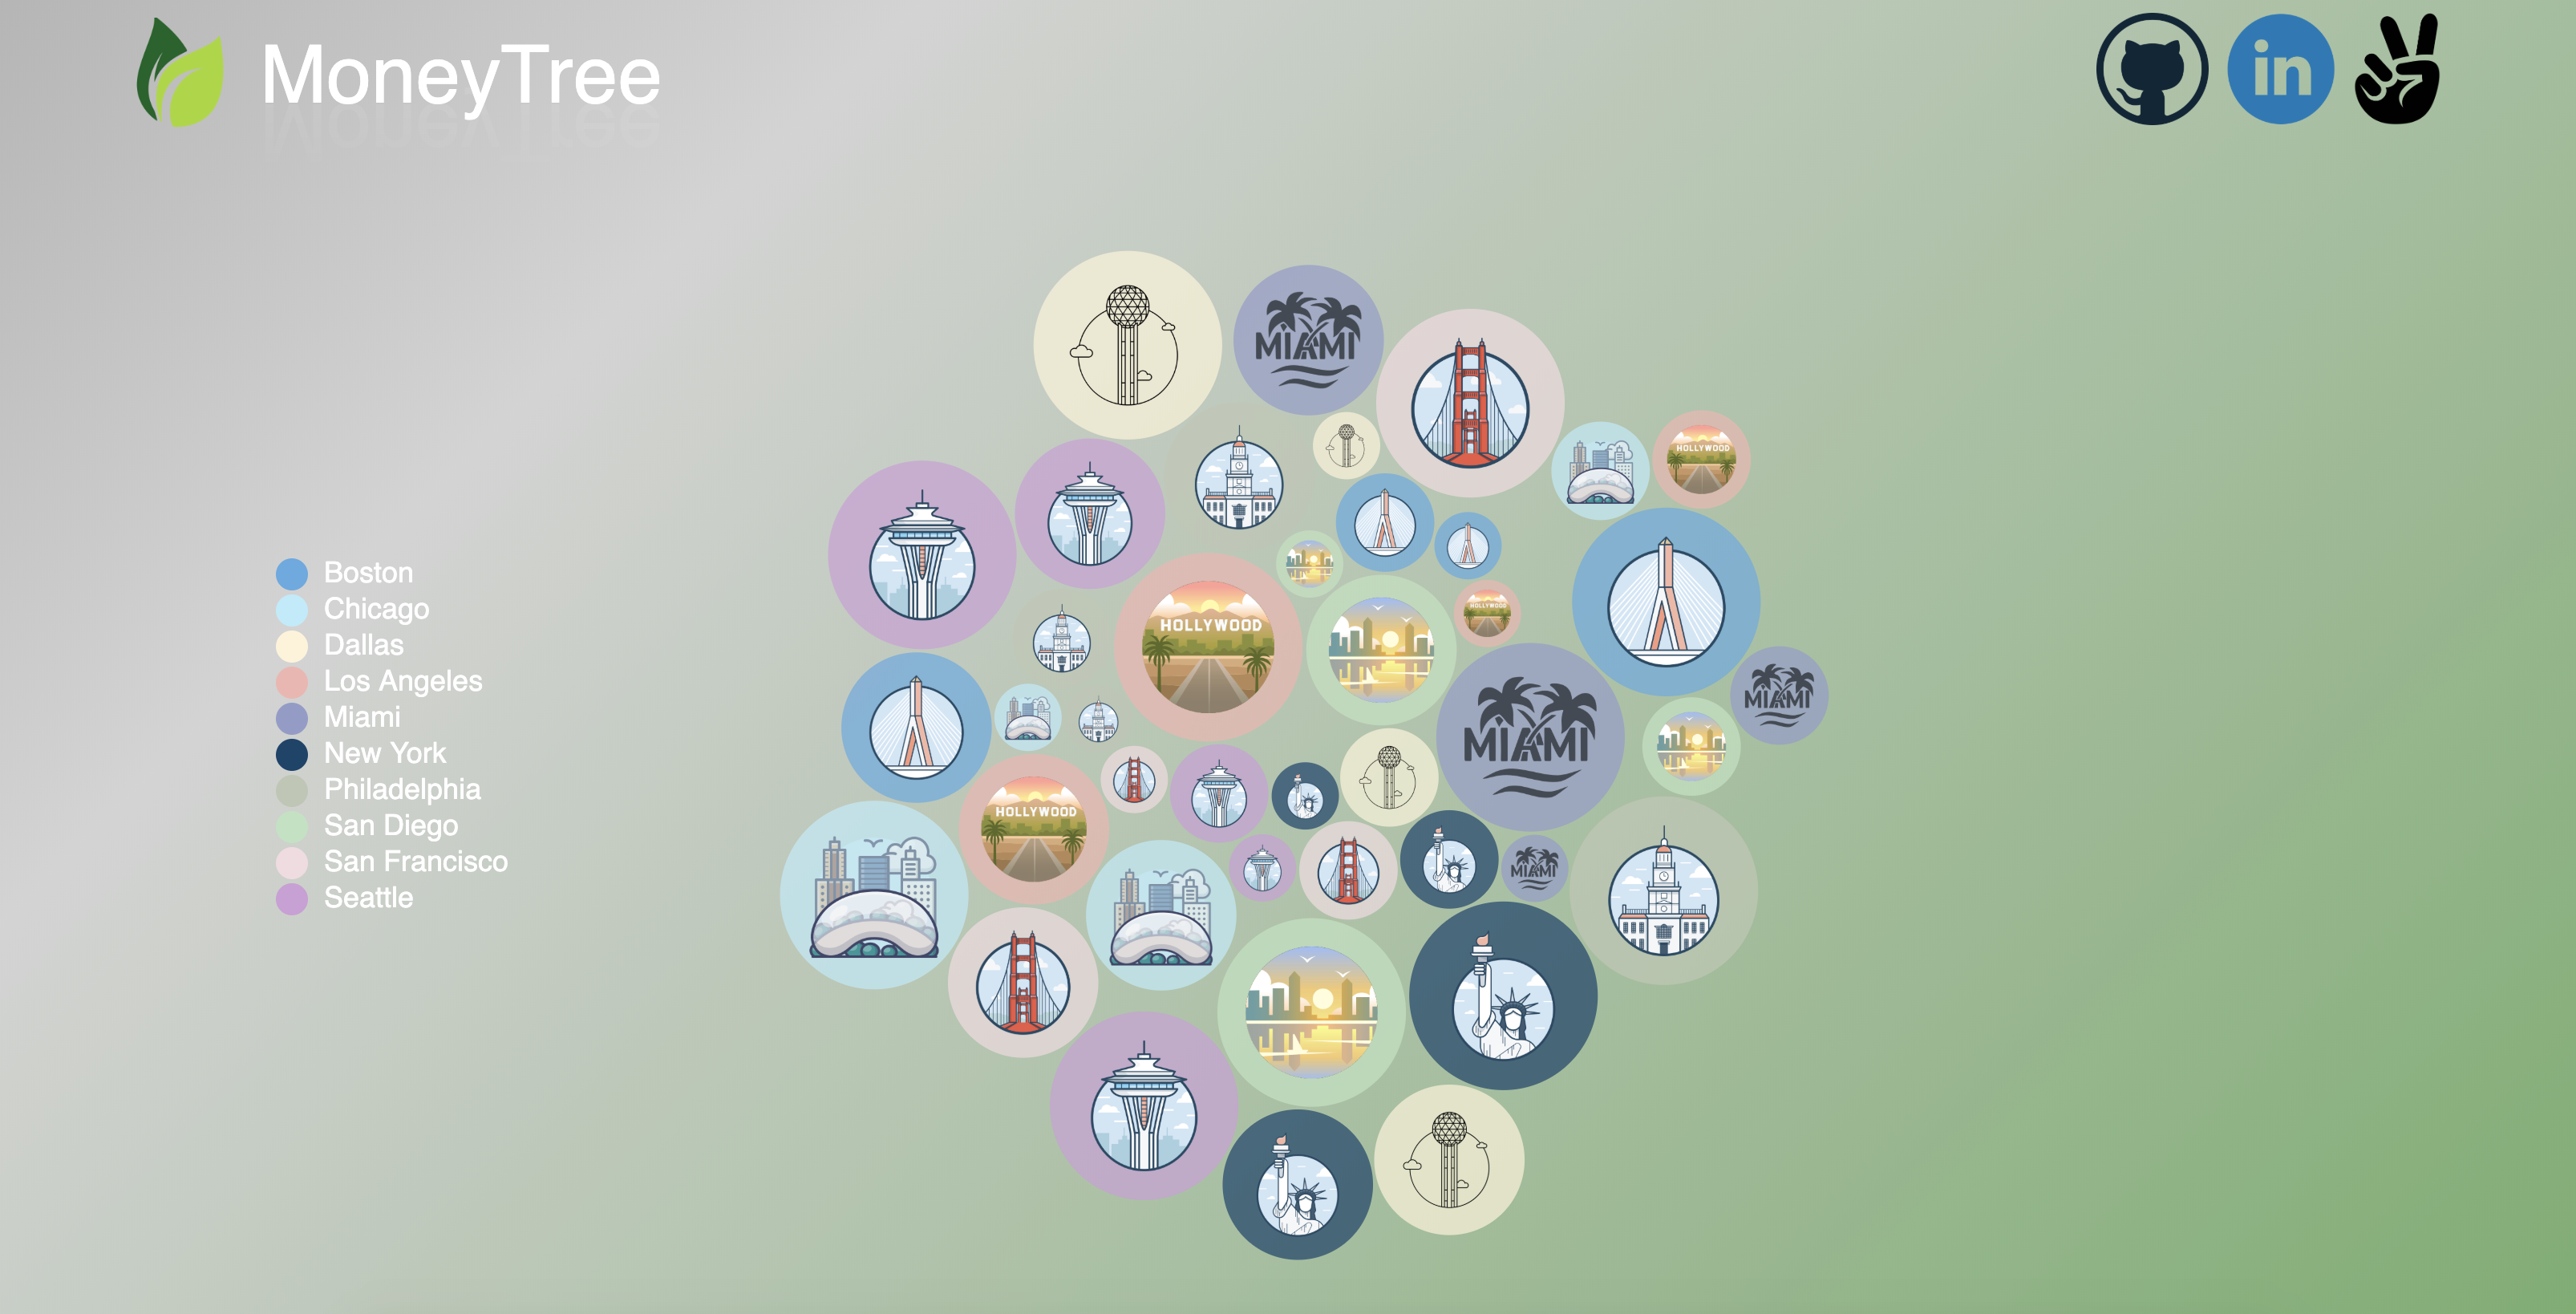 MoneyTree
in
MIAMI
HOLLYWOOD
HOLLYWOOD
HOLLYWOOD
MIAMI
MIAMI
HOLLYWOOD
MIAMI
Boston
Chicago
Dallas
Los Angeles
Miami
New York
Philadelphia
San Diego
San Francisco
Seattle